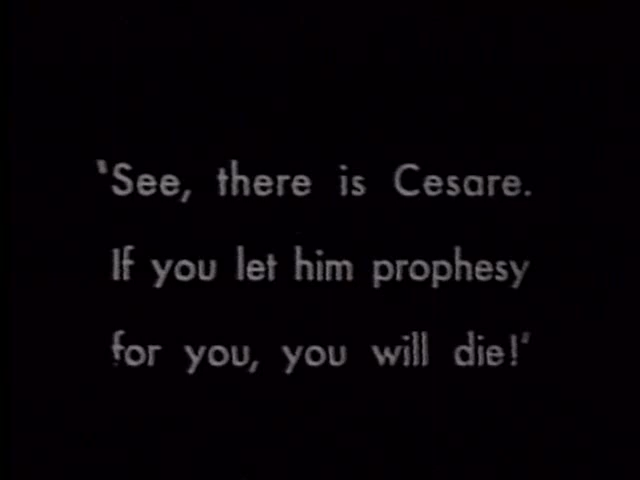 'See, there is Cesare.
If you let him prophesy
for you, you will die!'